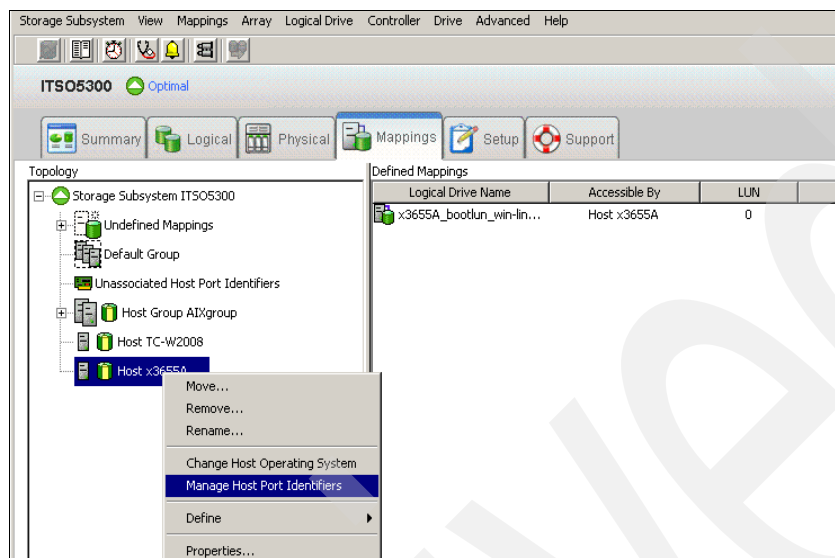 Storage Subsystem View Mappings Array Logical Drive Controller Drive Advanced Help
ITSO5300 Optimal
Summary Logical Physical Mappings Setup Support
Topology
Defined Mappings
Logical Drive Name Accessible By LUN
x3655A_bootlun_win-lin... Host x3655A 0
Storage Subsystem ITSO5300
Undefined Mappings
Default Group
Unassociated Host Port Identifiers
Host Group AIXgroup
Host TC-W2008
Host x3655A
Move...
Remove...
Rename...
Change Host Operating System
Manage Host Port Identifiers
Define
Properties...